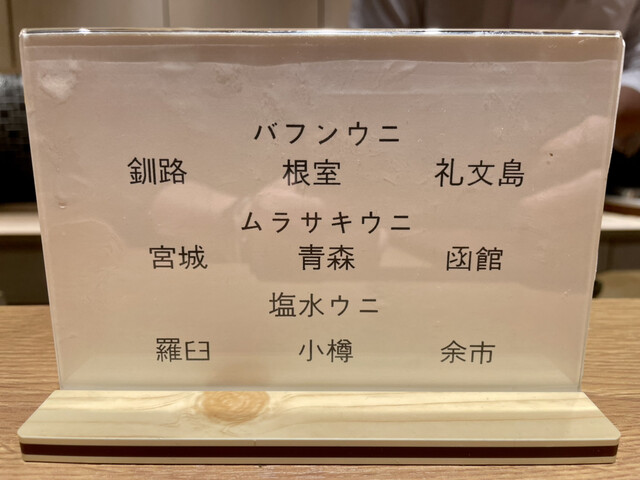 バフンウニ
釧路 根室 礼文島
ムラサキウニ
宮城 青森 函館
塩水ウニ
羅臼 小樽 余市